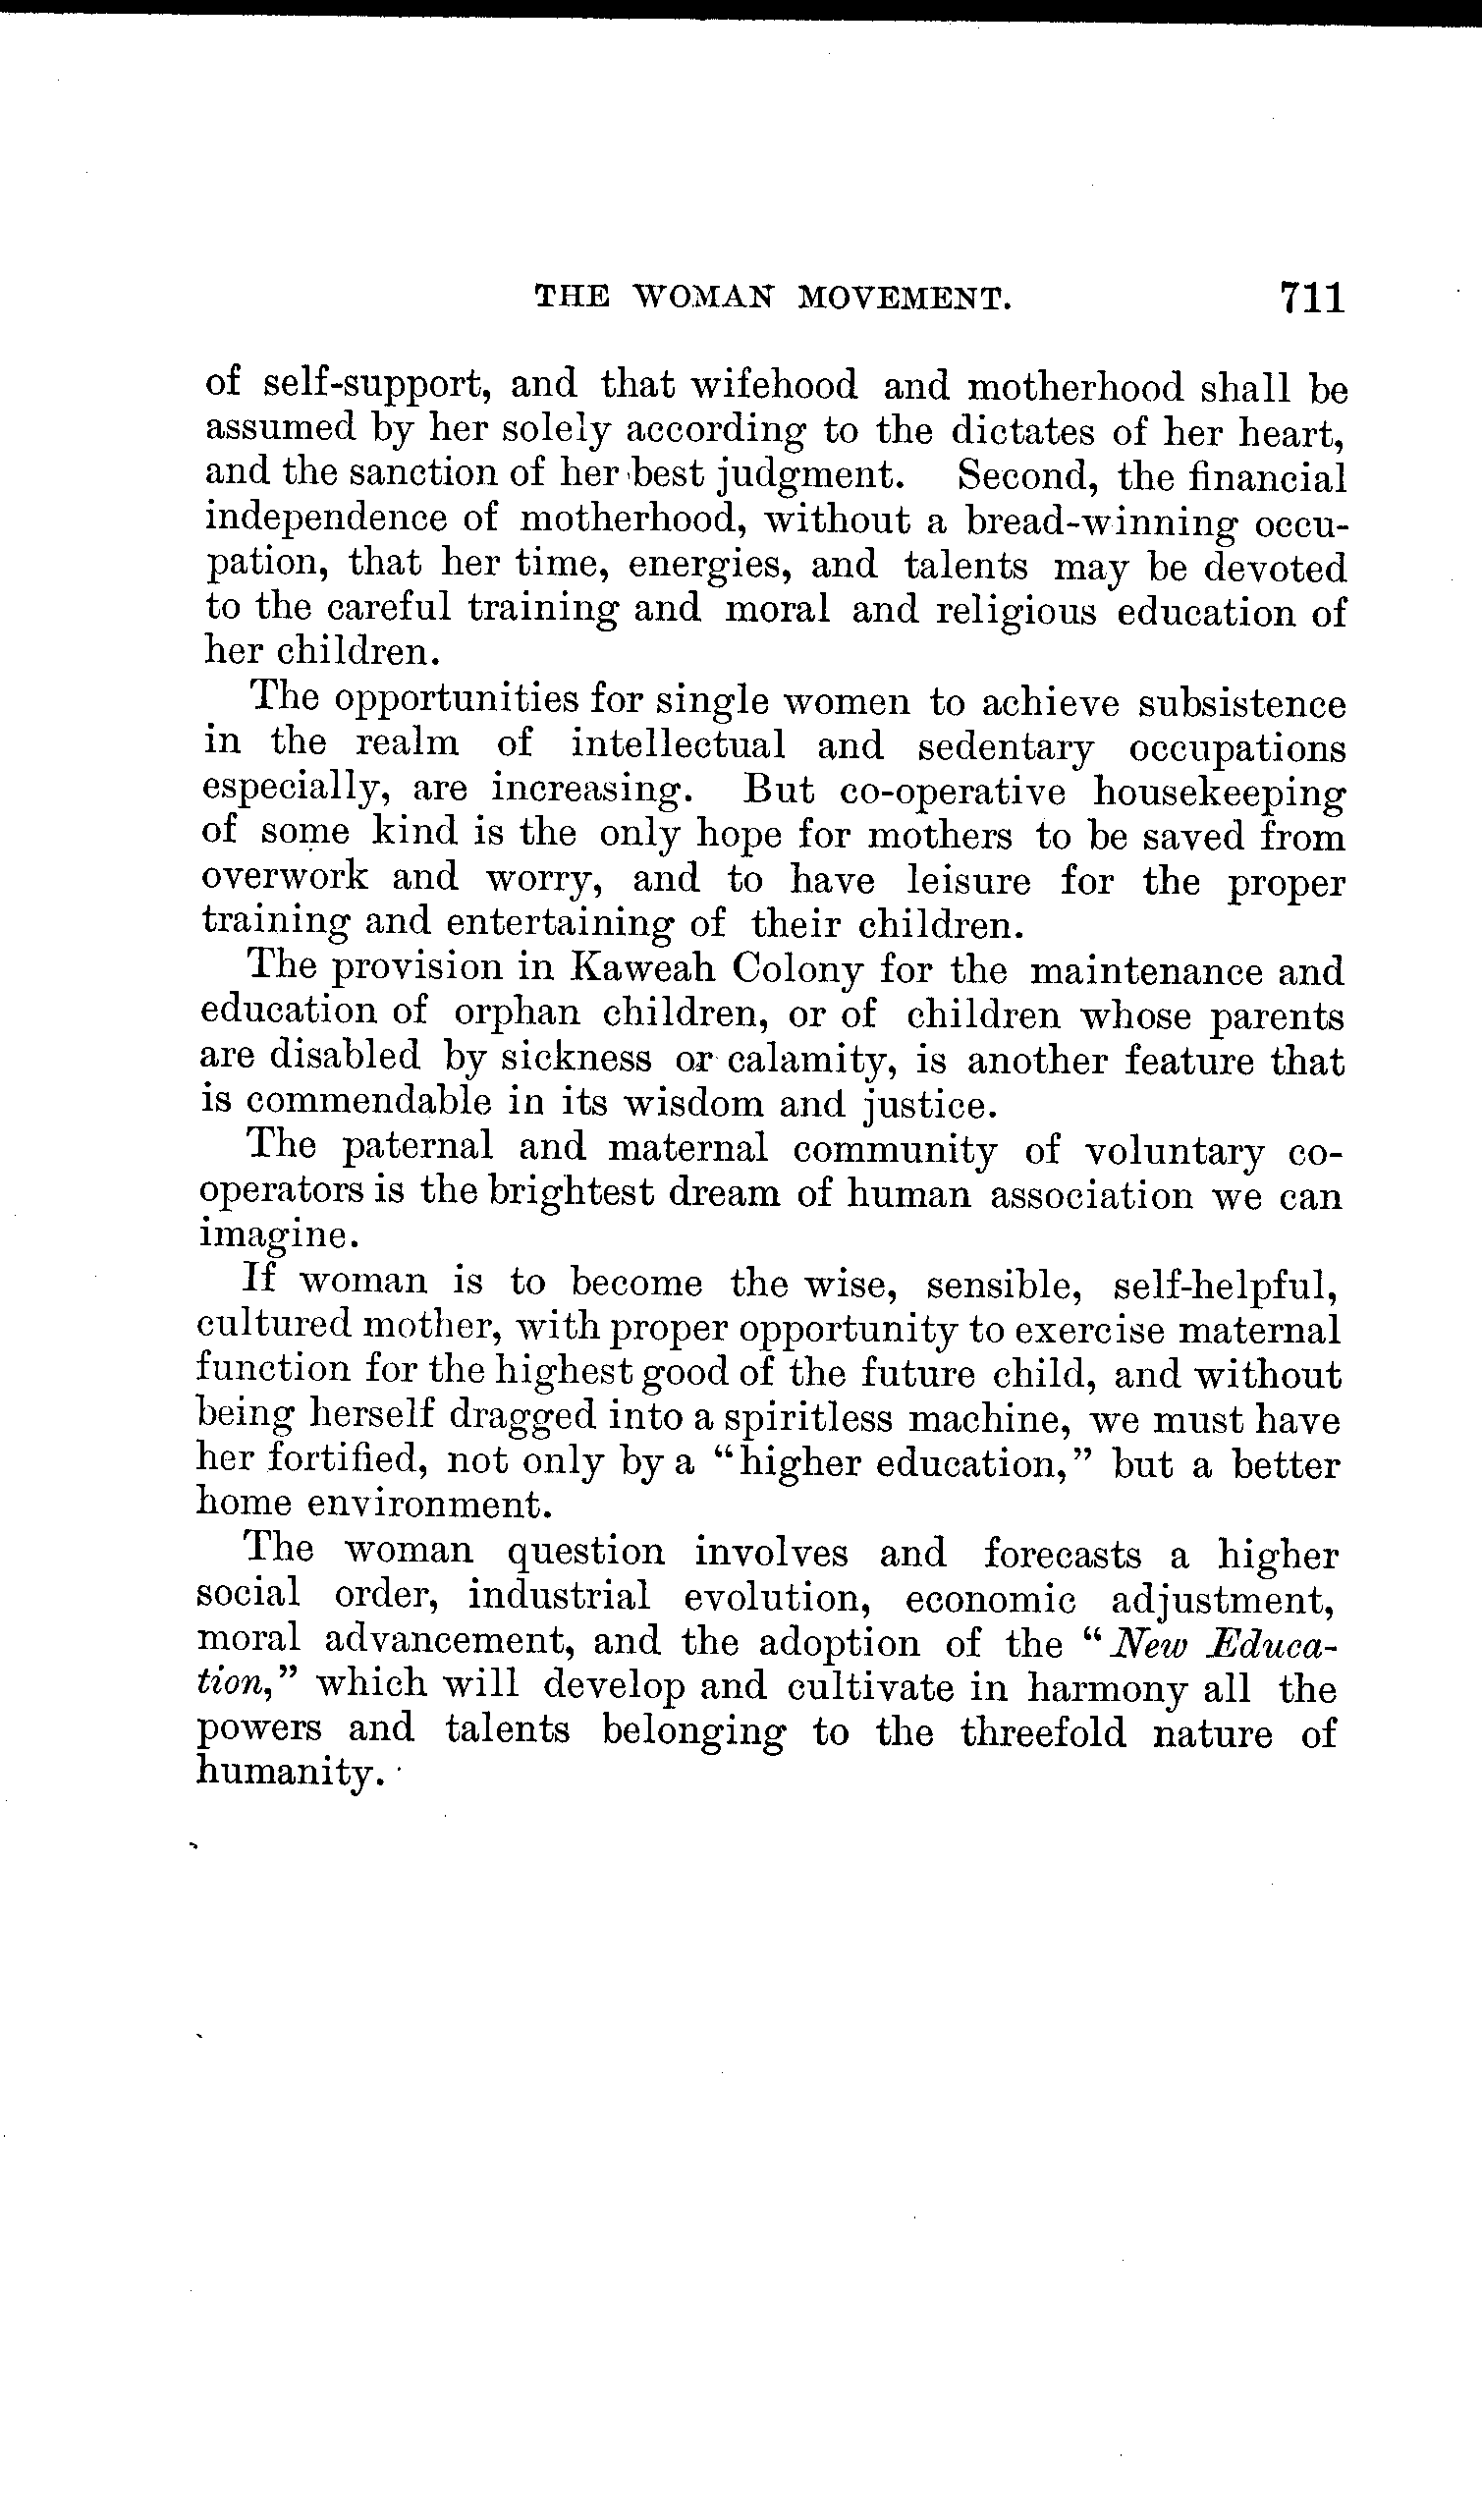 THE WOMAN MOVEMENT. 711
of self-support, and that wifehood and motherhood shall be
assumed by her solely according to the dictates of her heart,
and the sanction of her best judgment. Second, the financial
independence of motherhood, without a bread-winning occu-
pation, that her time, energies, and talents may be devoted
to the careful training and moral and religious education of
her children.
The opportunities for single women to achieve subsistence
in the realm of intellectual and sedentary occupations
especially, are increasing. But co-operative housekeeping
of some kind is the only hope for mothers to be saved from
overwork and worry, and to have leisure for the proper
training and entertaining of their children.
The provision in Kaweah Colony for the maintenance and
education of orphan children, or of children whose parents
are disabled by sickness or calamity, is another feature that
is commendable in its wisdom and justice.
The paternal and maternal community of voluntary co-
operators is the brightest dream of human association we can
imagine.
If woman is to become the wise, sensible, self-helpful,
cultured mother, with proper opportunity to exercise maternal
function for the highest good of the future child, and without
being herself dragged into a spiritless machine, we must have
her fortified, not only by a “higher education,” but a better
home environment.
The woman question involves and forecasts a higher
social order, industrial evolution, economic adjustment,
moral advancement, and the adoption of the “New Educa-
tion,” which will develop and cultivate in harmony all the
powers and talents belonging to the threefold nature of
humanity.